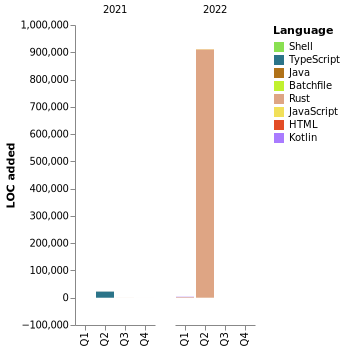 2021
2022
LOC added
1,000,000
900,000
800,000
700,000
600,000
500,000
400,000
300,000
200,000
100,000
0
−100,000
Q1
Q2
Q3
Q4
Q1
Q2
Q3
Q4
Language
Shell
TypeScript
Java
Batchfile
Rust
JavaScript
HTML
Kotlin